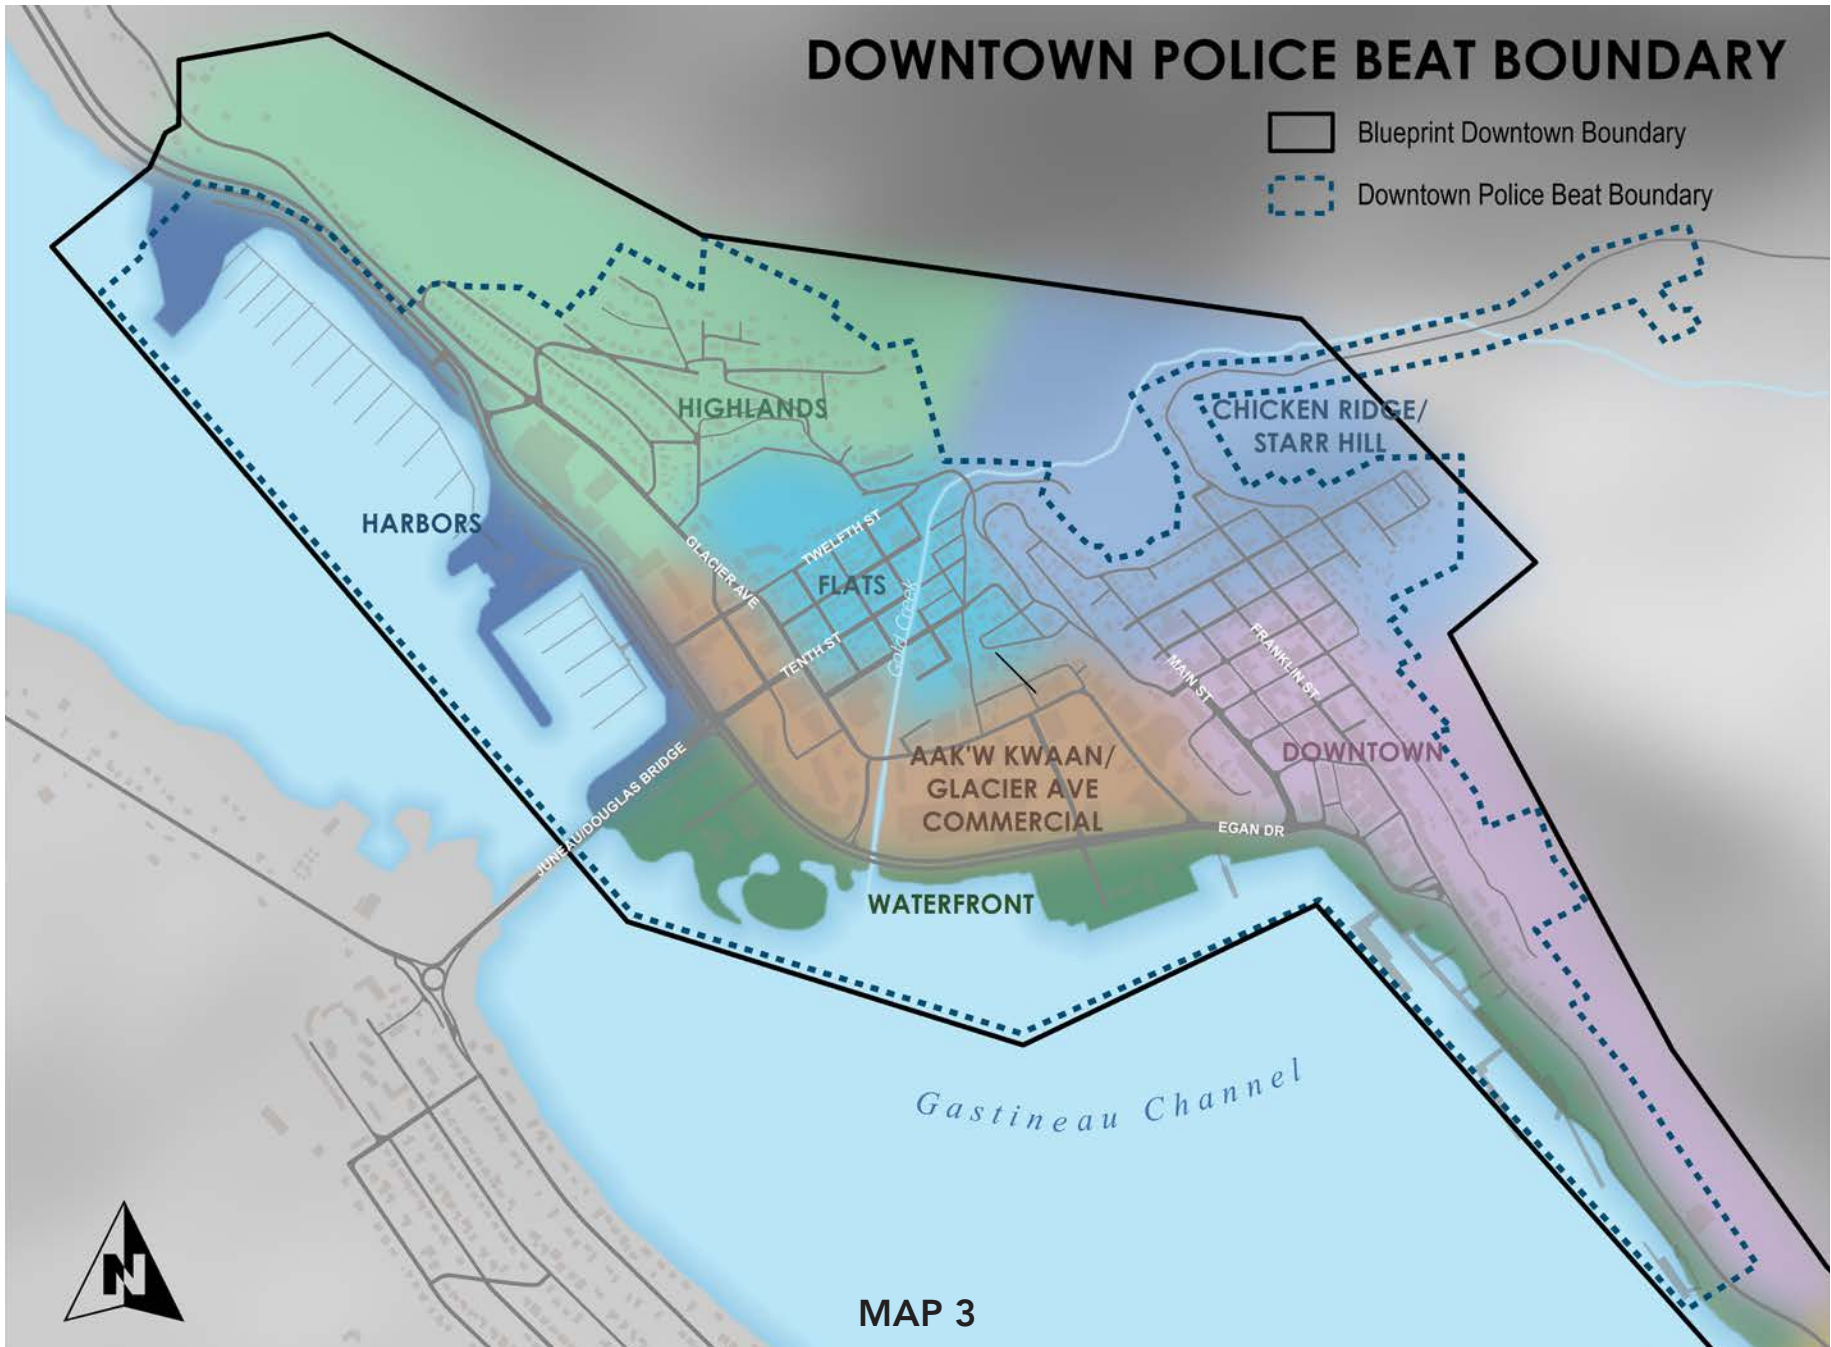 DOWNTOWN POLICE BEAT BOUNDARY
Blueprint Downtown Boundary
Downtown Police Beat Boundary
HIGHLANDS
CHICKEN RIDGE/
STARR HILL
HARBORS
TWELFTH ST
GLACIER AVE
FLATS
Gold Creek
TENTH ST
FRANKLIN ST
MAIN ST
DOWNTOWN
AAK'W KWAAN/
GLACIER AVE
COMMERCIAL
JUNEAU/DOUGLAS BRIDGE
EGAN DR
WATERFRONT
Gastineau Channel
N
MAP 3